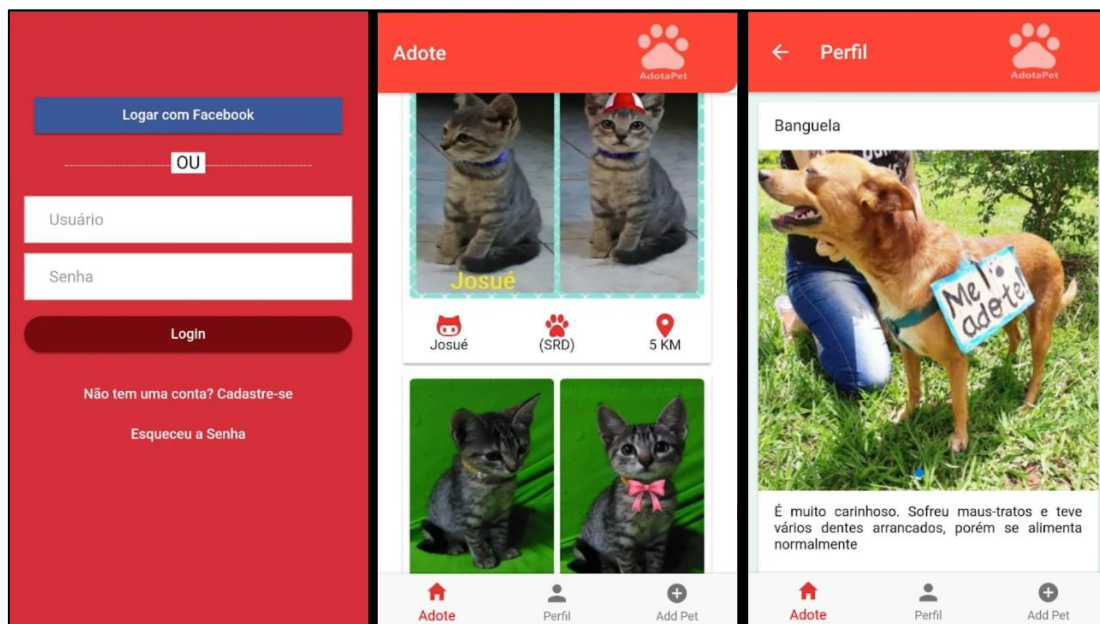 Logar com Facebook
OU
Usuário
Senha
Login
Não tem uma conta? Cadastre-se
Esqueceu a Senha
Adote
AdotaPet
Josué
Josué
(SRD)
5 KM
Adote
Perfil
Add Pet
Perfil
AdotaPet
Banguela
Me
adote!
É muito carinhoso. Sofreu maus-tratos e teve
vários dentes arrancados, porém se alimenta
normalmente
Adote
Perfil
Add Pet